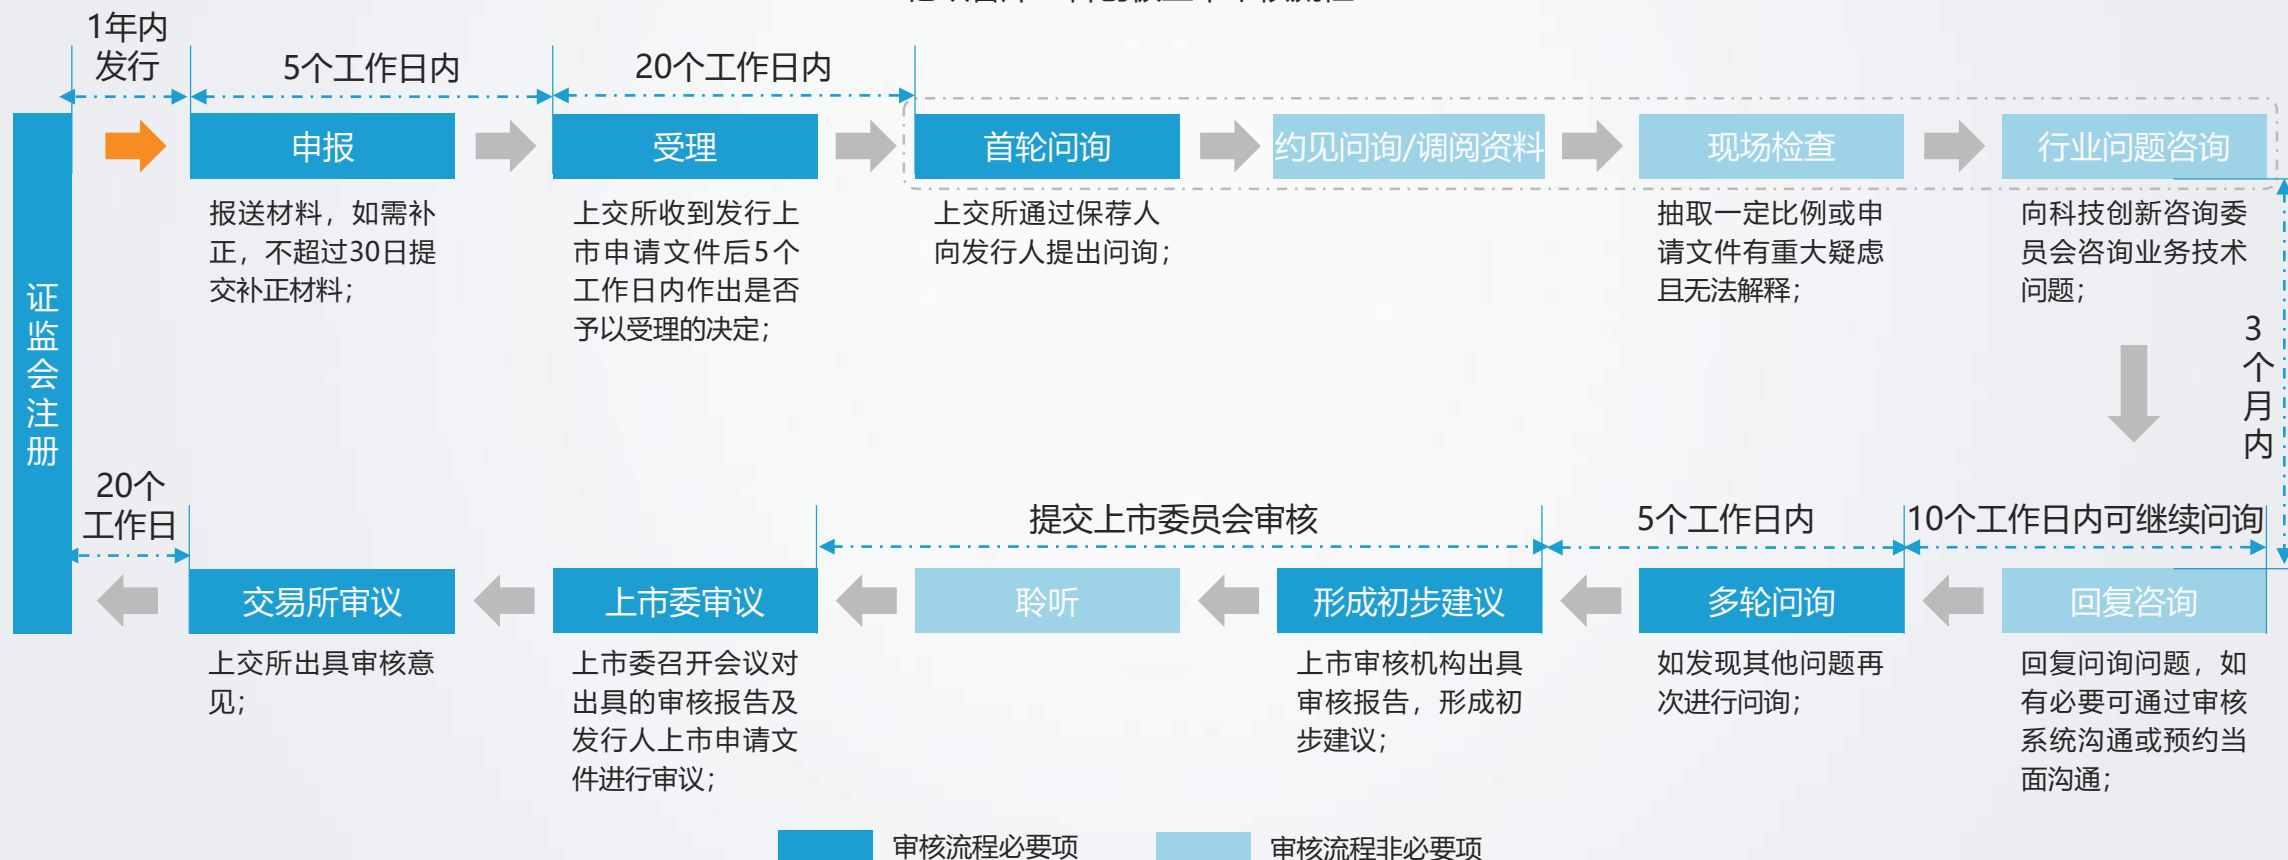 1年内
发行
5个工作日内
20个工作日内
申报
受理
首轮问询
约见问询/调阅资料
现场检查
行业问题咨询
报送材料，如需补
正，不超过30日提
交补正材料；
上交所收到发行上
市申请文件后5个
工作日内作出是否
予以受理的决定；
上交所通过保荐人
向发行人提出问询；
抽取一定比例或申
请文件有重大疑虑
且无法解释；
向科技创新咨询委
员会咨询业务技术
问题；
证监会注册
3个月内
20个
工作日
提交上市委员会审核
5个工作日内
10个工作日内可继续问询
交易所审议
上市委审议
聆听
形成初步建议
多轮问询
回复咨询
上交所出具审核意
见；
上市委召开会议对
出具的审核报告及
发行人上市申请文
件进行审议；
上市审核机构出具
审核报告，形成初
步建议；
如发现其他问题再
次进行问询；
回复问询问题，如
有必要可通过审核
系统沟通或预约当
面沟通；
审核流程必要项
审核流程非必要项